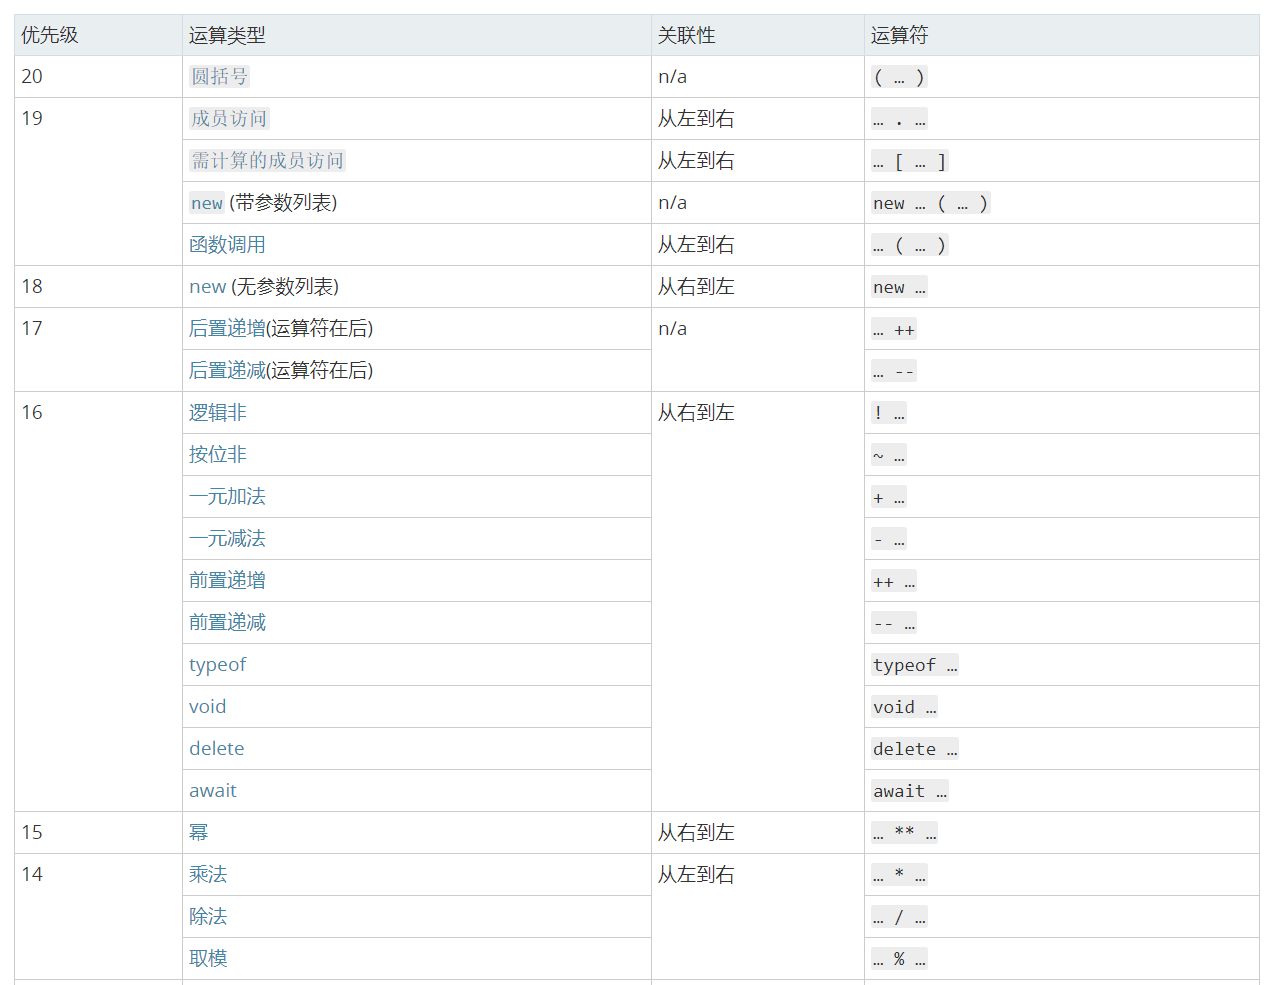 优先级 运算类型 关联性 运算符
20 圆括号 n/a ( … )
19 成员访问 从左到右 … . …
需计算的成员访问 从左到右 … [ … ]
new (带参数列表) n/a new … ( … )
函数调用 从左到右 … ( … )
18 new (无参数列表) 从右到左 new …
17 后置递增(运算符在后) n/a … ++
后置递减(运算符在后) … --
16 逻辑非 从右到左 ! …
按位非 ~ …
一元加法 + …
一元减法 - …
前置递增 ++ …
前置递减 -- …
typeof typeof …
void void …
delete delete …
await await …
15 幂 从右到左 … ** …
14 乘法 从左到右 … * …
除法 … / …
取模 … % …